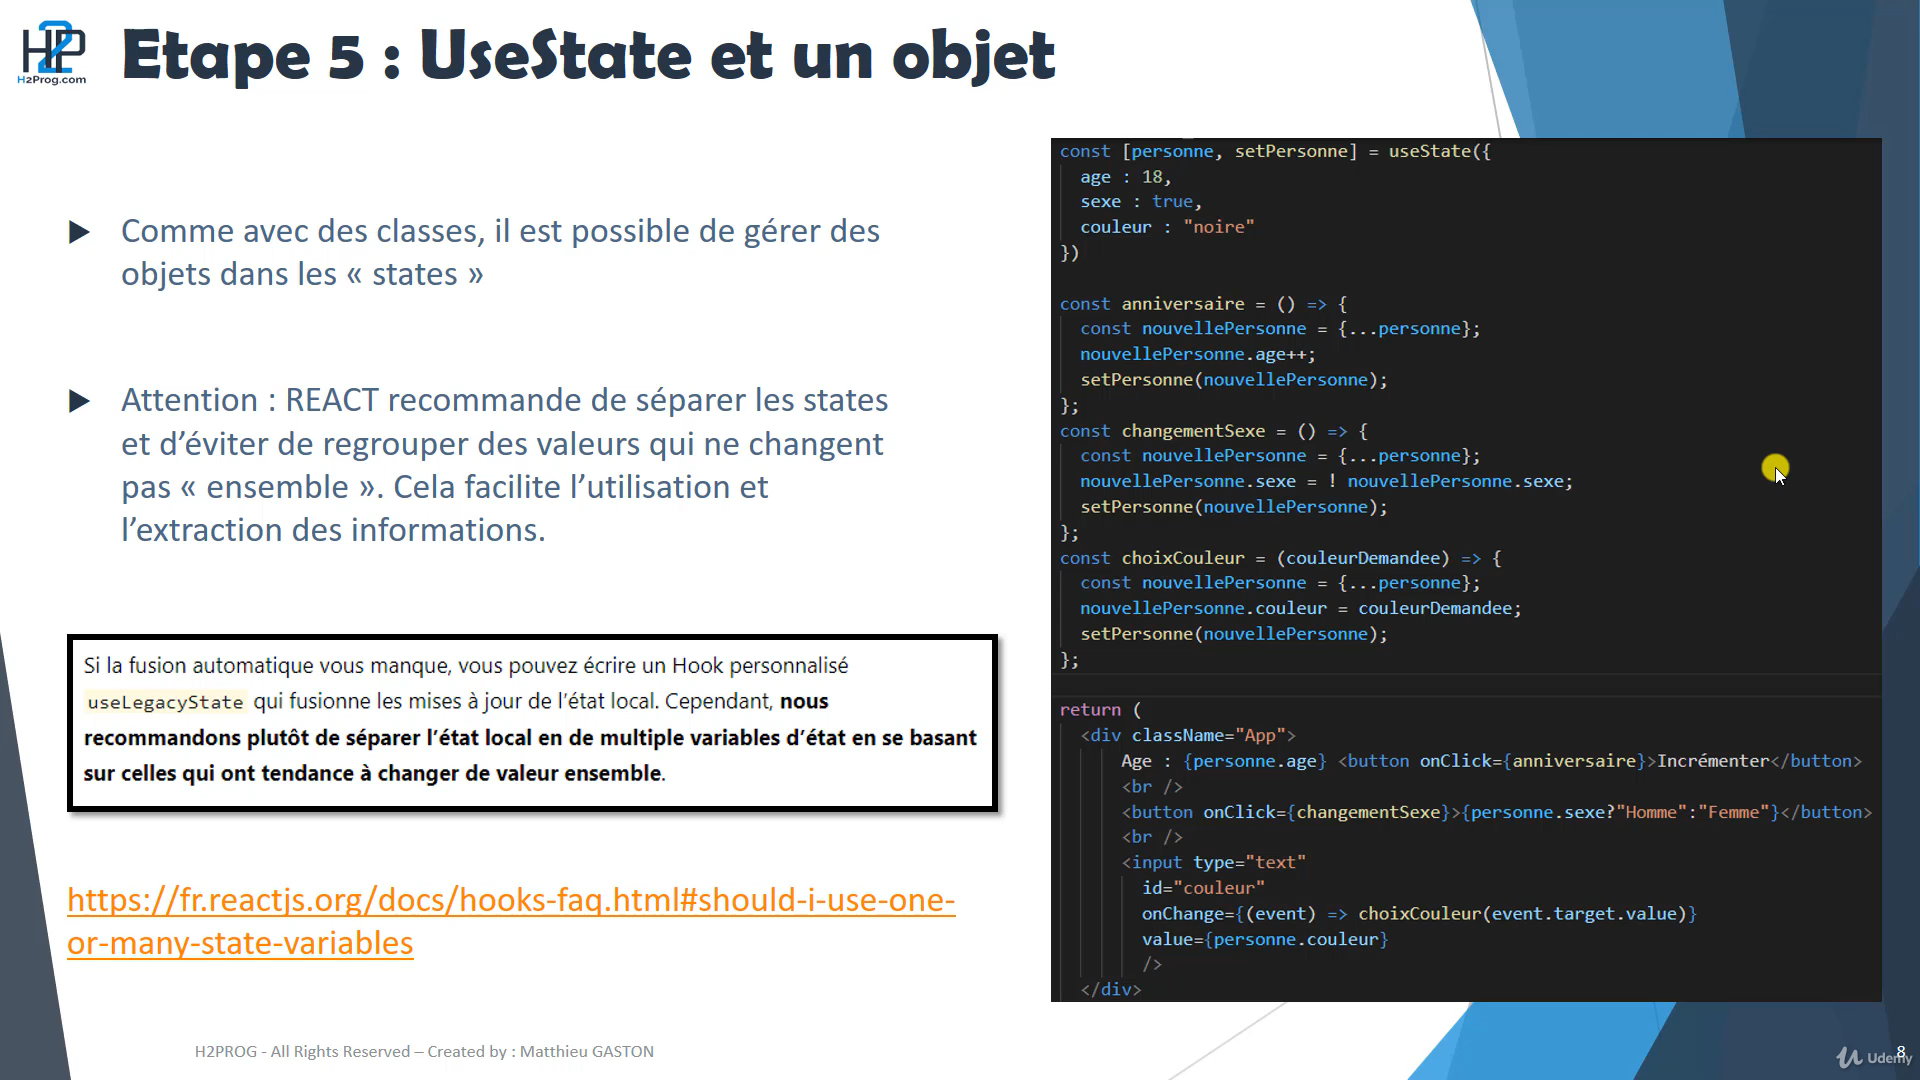 H2P
H2Prog.com
Etape 5 : UseState et un objet
Comme avec des classes, il est possible de gérer des
objets dans les « states »
Attention : REACT recommande de séparer les states
et d’éviter de regrouper des valeurs qui ne changent
pas « ensemble ». Cela facilite l’utilisation et
l’extraction des informations.
Si la fusion automatique vous manque, vous pouvez écrire un Hook personnalisé
useLegacyState qui fusionne les mises à jour de l’état local. Cependant, nous
recommandons plutôt de séparer l’état local en de multiple variables d’état en se basant
sur celles qui ont tendance à changer de valeur ensemble.
https://fr.reactjs.org/docs/hooks-faq.html#should-i-use-one-
or-many-state-variables
const [personne, setPersonne] = useState({
age : 18,
sexe : true,
couleur : "noire"
})
const anniversaire = () => {
const nouvellePersonne = {...personne};
nouvellePersonne.age++;
setPersonne(nouvellePersonne);
};
const changementSexe = () => {
const nouvellePersonne = {...personne};
nouvellePersonne.sexe = ! nouvellePersonne.sexe;
setPersonne(nouvellePersonne);
};
const choixCouleur = (couleurDemandee) => {
const nouvellePersonne = {...personne};
nouvellePersonne.couleur = couleurDemandee;
setPersonne(nouvellePersonne);
};
return (
<div className="App">
Age : {personne.age} <button onClick={anniversaire}>Incrémenter</button>
<br />
<button onClick={changementSexe}>{personne.sexe?"Homme":"Femme"}</button>
<br />
<input type="text"
id="couleur"
onChange={(event) => choixCouleur(event.target.value)}
value={personne.couleur}
/>
</div>
H2PROG - All Rights Reserved – Created by : Matthieu GASTON
8
Udemy